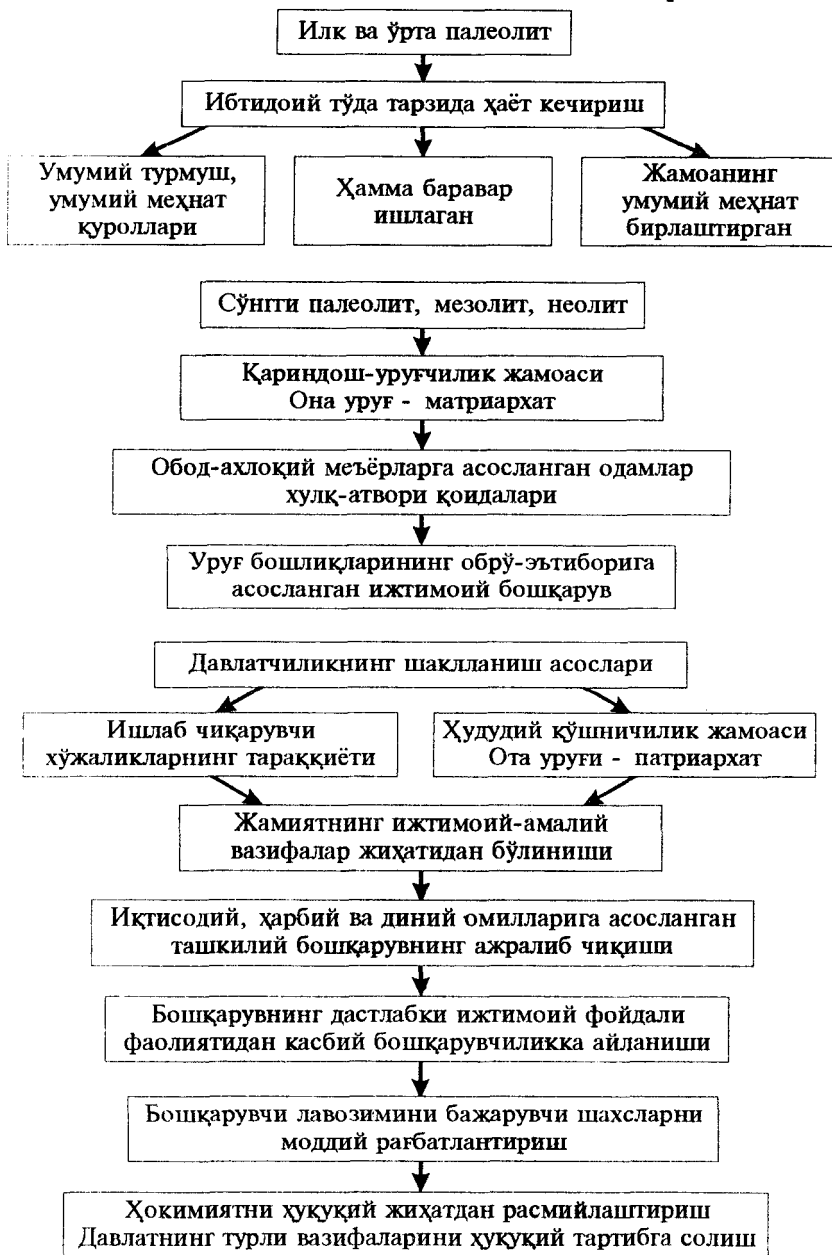 Илк ва ўрта палеолит
Ибтидоий тўда тарзида ҳаёт кечириш
Умумий турмуш,
умумий меҳнат
қуроллари
Ҳамма баравар
ишлаган
Жамоанинг
умумий меҳнат
бирлаштирган
Сўнгги палеолит, мезолит, неолит
Қариндош-уруғчилик жамоаси
Она уруғ - матриархат
Обод-ахлоқий меъёрларга асосланган одамлар
хулқ-атвори қоидалари
Уруғ бошлиқларининг обрў-эътиборига
асосланган ижтимоий бошқарув
Давлатчиликнинг шаклланиш асослари
Ишлаб чиқарувчи
хўжаликларнинг тараққиёти
Ҳудудий қўшничилик жамоаси
Ота уруғи - патриархат
Жамиятнинг ижтимоий-амалий
вазифалар жиҳатидан бўлиниши
Иқтисодий, ҳарбий ва диний омилларига асосланган
ташкилий бошқарувнинг ажралиб чиқиши
Бошқарувнинг дастлабки ижтимоий фойдали
фаолиятидан касбий бошқарувчиликка айланиши
Бошқарувчи лавозимини бажарувчи шахсларни
моддий рағбатлантириш
Ҳокимиятни ҳуқуқий жиҳатдан расмийлаштириш
Давлатнинг турли вазифаларини ҳуқуқий тартибга солиш